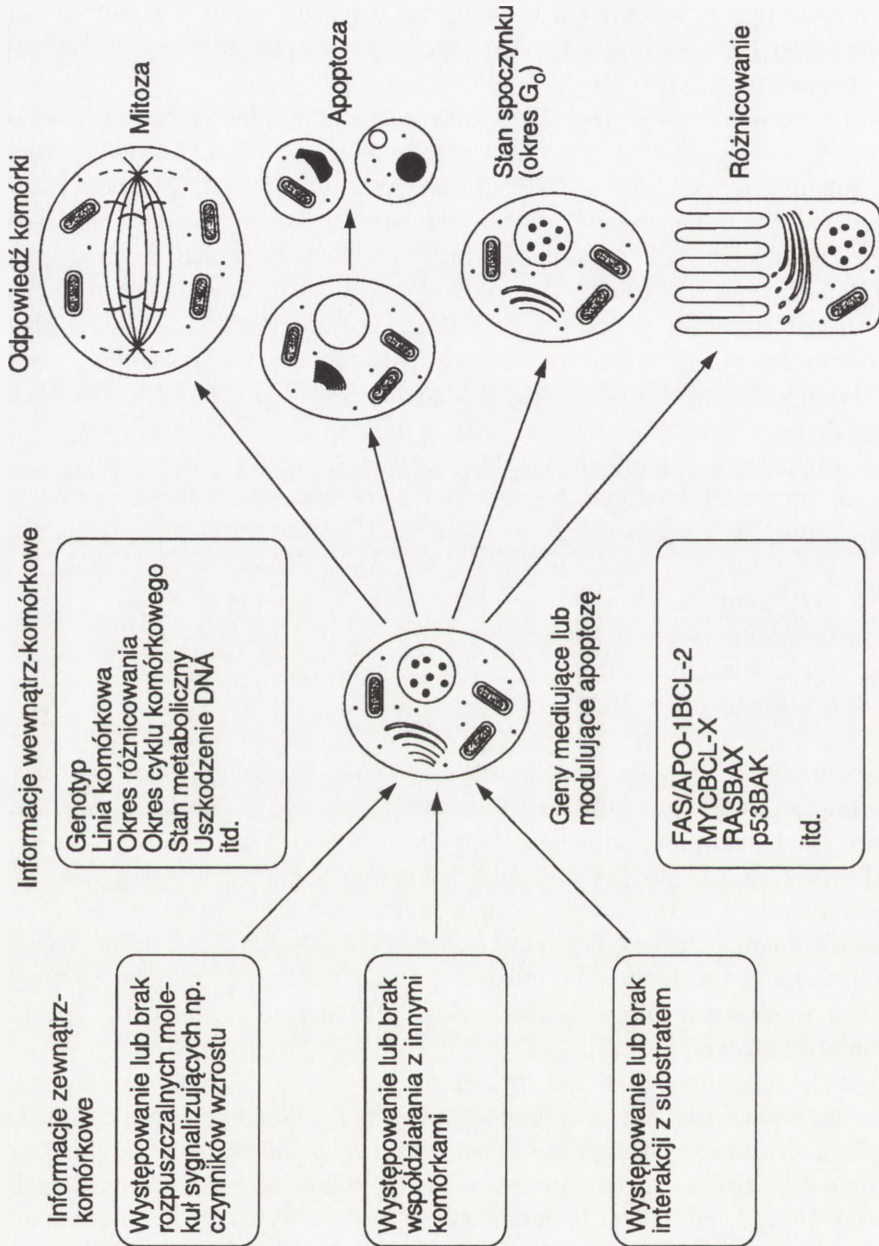 Informacje zewnątrz-
komórkowe
Występowanie lub brak
rozpuszczalnych mole-
kuł sygnalizujących np.
czynników wzrostu
Występowanie lub brak
współdziałania z innymi
komórkami
Występowanie lub brak
interakcji z substratem
Informacje wewnątrz-komórkowe
Genotyp
Linia komórkowa
Okres różnicowania
Okres cyklu komórkowego
Stan metaboliczny
Uszkodzenie DNA
itd.
Geny mediujące lub
modulujące apoptozę
FAS/APO-1BCL-2
MYCBCL-X
RASBAX
p53BAK
itd.
Odpowiedź komórki
Mitoza
Apoptoza
Stan spoczynku
(okres G₀)
Różnicowanie